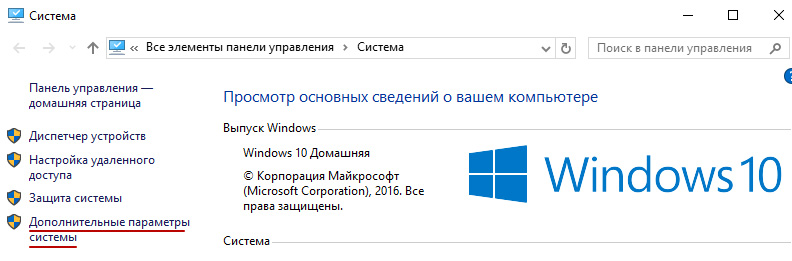 Система
Все элементы панели управления
Система
Поиск в панели управления
Панель управления —
домашняя страница
Диспетчер устройств
Настройка удаленного
доступа
Защита системы
Дополнительные параметры
системы
Просмотр основных сведений о вашем компьютере
Выпуск Windows
Windows 10 Домашняя
© Корпорация Майкрософт
(Microsoft Corporation), 2016. Все
права защищены.
Windows 10
Система